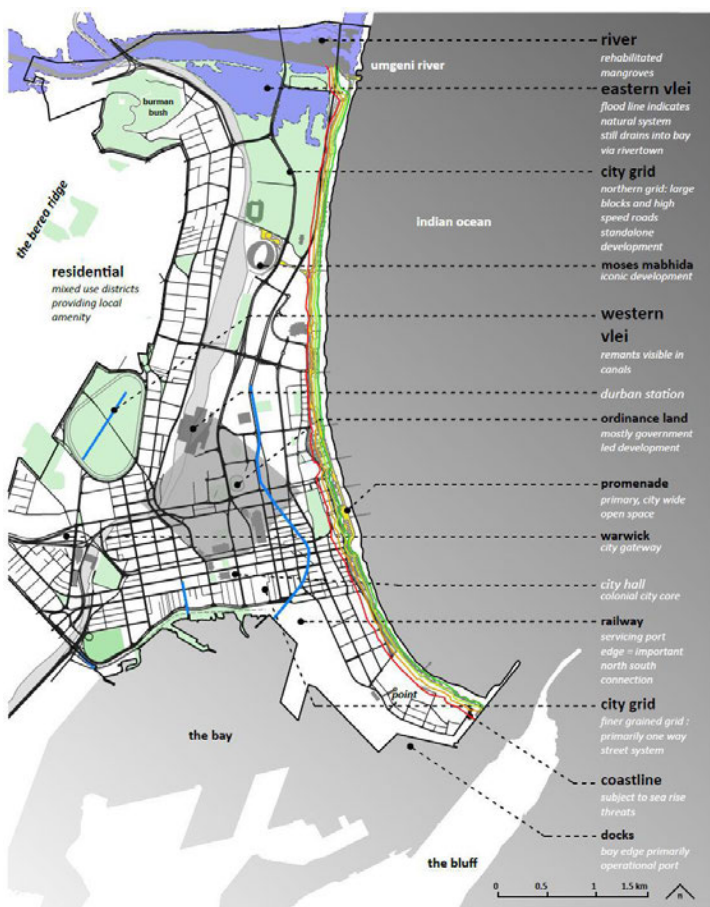 river
umgeni river
rehabilitated
mangroves
eastern vlei
flood line indicates
natural system
still drains into bay
via rivertown
burman
bush
city grid
northern grid: large
blocks and high
speed roads
standalone
development
the berea ridge
indian ocean
moses mabhida
iconic development
residential
mixed use districts
providing local
amenity
western
vlei
remants visible in
canals
durban station
ordinance land
mostly government
led development
promenade
primary, city wide
open space
warwick
city gateway
city hall
colonial city core
railway
servicing port
edge = important
north south
connection
point
city grid
finer grained grid :
primarily one way
street system
the bay
coastline
subject to sea rise
threats
docks
bay edge primarily
operational port
the bluff
0 0.5 1 1.5 km
n